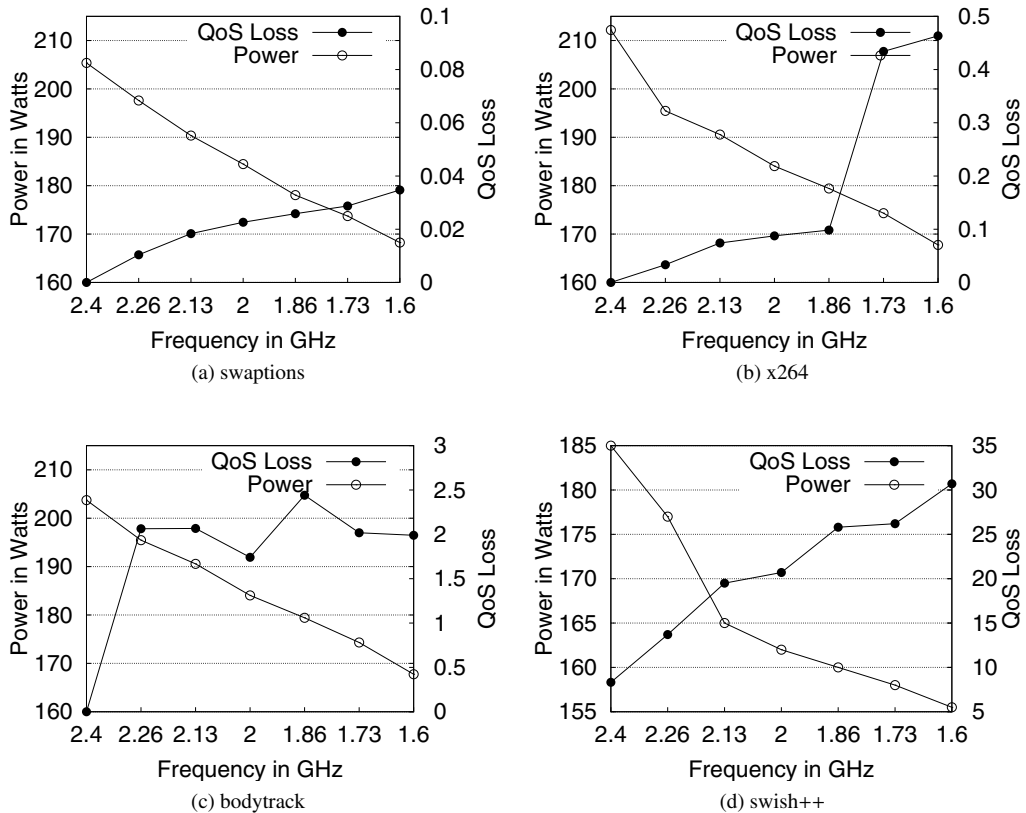 QoS Loss
Power
210
200
190
180
170
160
0.1
0.08
0.06
0.04
0.02
0
Power in Watts
QoS Loss
2.4 2.26 2.13 2 1.86 1.73 1.6
Frequency in GHz
(a) swaptions
QoS Loss
Power
210
200
190
180
170
160
0.5
0.4
0.3
0.2
0.1
0
Power in Watts
QoS Loss
2.4 2.26 2.13 2 1.86 1.73 1.6
Frequency in GHz
(b) x264
QoS Loss
Power
210
200
190
180
170
160
3
2.5
2
1.5
1
0.5
0
Power in Watts
QoS Loss
2.4 2.26 2.13 2 1.86 1.73 1.6
Frequency in GHz
(c) bodytrack
QoS Loss
Power
185
180
175
170
165
160
155
35
30
25
20
15
10
5
Power in Watts
QoS Loss
2.4 2.26 2.13 2 1.86 1.73 1.6
Frequency in GHz
(d) swish++